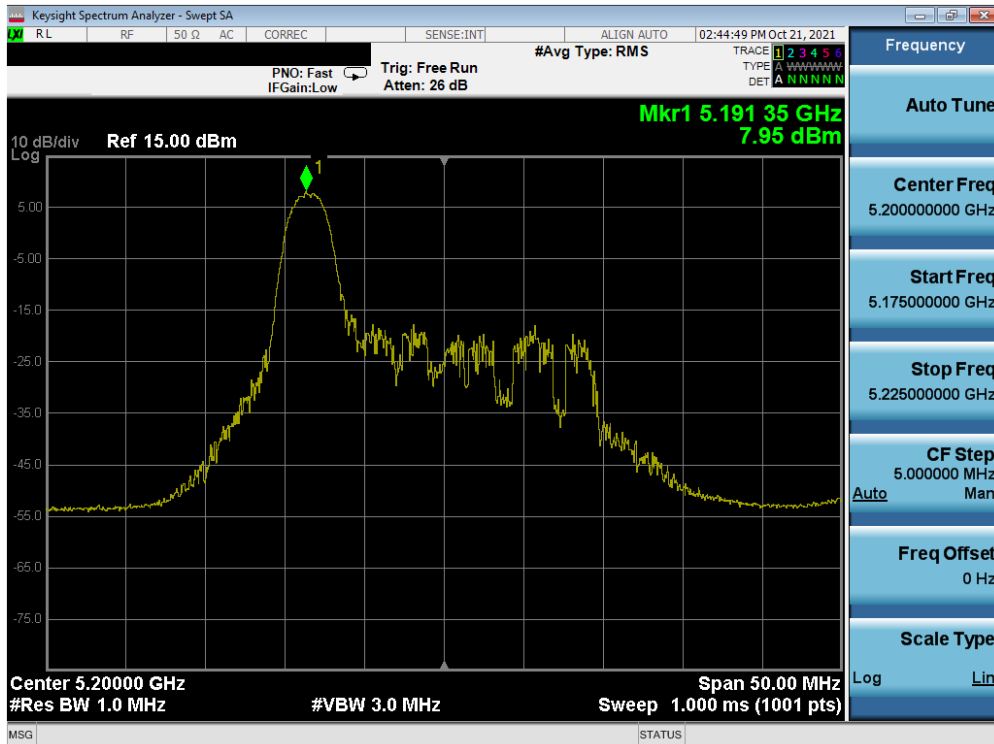 Keysight Spectrum Analyzer - Swept SA
LXI RL RF 50 Ω AC CORREC SENSE:INT ALIGN AUTO 02:44:49 PM Oct 21, 2021
#Avg Type: RMS
TRACE 1 2 3 4 5 6
TYPE A WWWWW
DET A N N N N N
PNO: Fast
IFGain:Low
Trig: Free Run
Atten: 26 dB
Mkr1 5.191 35 GHz
7.95 dBm
10 dB/div
Log
Ref 15.00 dBm
1
5.00
-5.00
-15.0
-25.0
-35.0
-45.0
-55.0
-65.0
-75.0
Center 5.20000 GHz
#Res BW 1.0 MHz
#VBW 3.0 MHz
Span 50.00 MHz
Sweep 1.000 ms (1001 pts)
MSG
STATUS
Frequency
Auto Tune
Center Freq
5.200000000 GHz
Start Freq
5.175000000 GHz
Stop Freq
5.225000000 GHz
CF Step
5.000000 MHz
Auto Man
Freq Offset
0 Hz
Scale Type
Log Lin